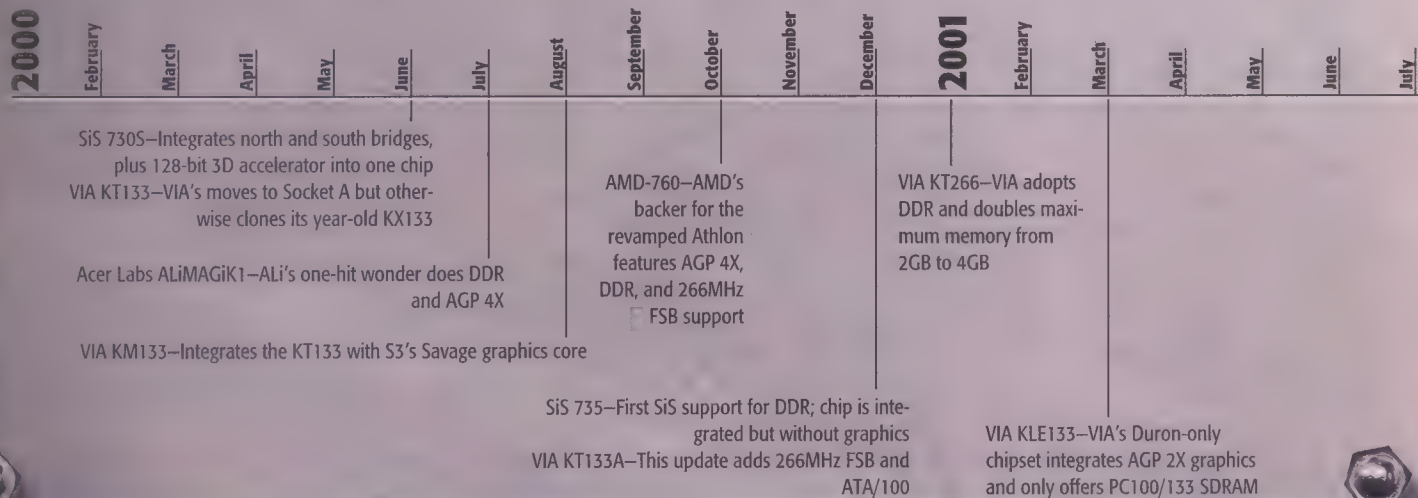 2000
February
March
April
May
June
July
August
September
October
November
December
2001
February
March
April
May
June
July
SiS 730S—Integrates north and south bridges,
plus 128-bit 3D accelerator into one chip
VIA KT133—VIA's moves to Socket A but other-
wise clones its year-old KX133
Acer Labs ALiMAGiK1—ALi's one-hit wonder does DDR
and AGP 4X
VIA KM133—Integrates the KT133 with S3's Savage graphics core
AMD-760—AMD's
backer for the
revamped Athlon
features AGP 4X,
DDR, and 266MHz
FSB support
SiS 735—First SiS support for DDR; chip is inte-
grated but without graphics
VIA KT133A—This update adds 266MHz FSB and
ATA/100
VIA KT266—VIA adopts
DDR and doubles maxi-
mum memory from
2GB to 4GB
VIA KLE133—VIA's Duron-only
chipset integrates AGP 2X graphics
and only offers PC100/133 SDRAM